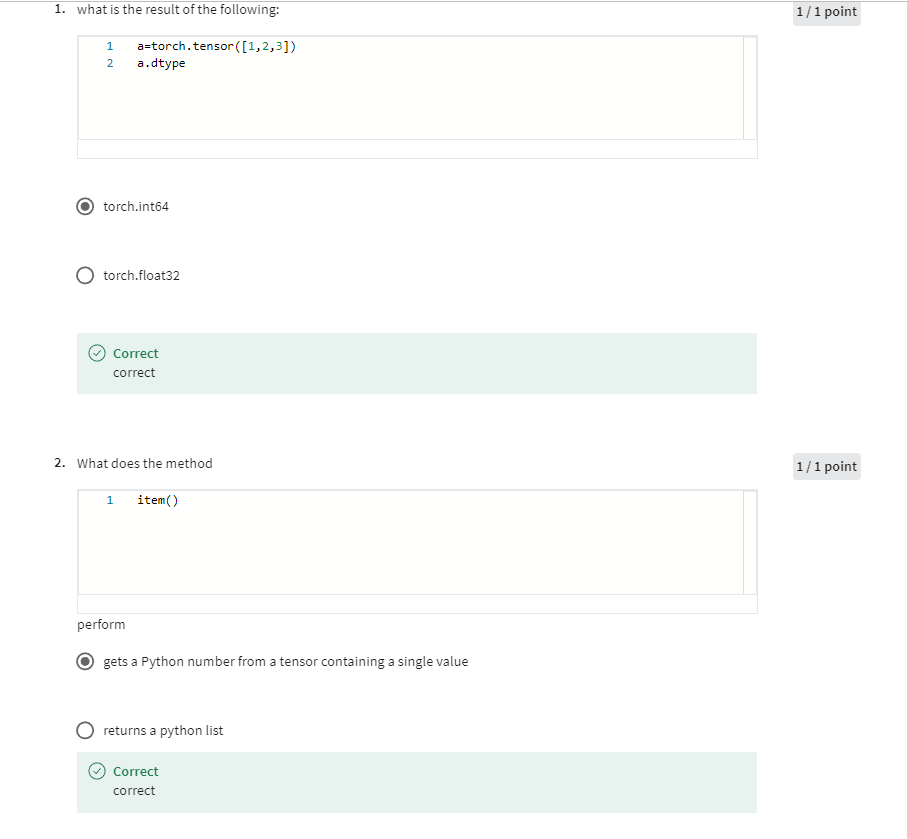 1. what is the result of the following:
1 / 1 point
1 a=torch.tensor([1,2,3])
2 a.dtype
torch.int64
torch.float32
Correct
correct
2. What does the method
1 / 1 point
1 item()
perform
gets a Python number from a tensor containing a single value
returns a python list
Correct
correct